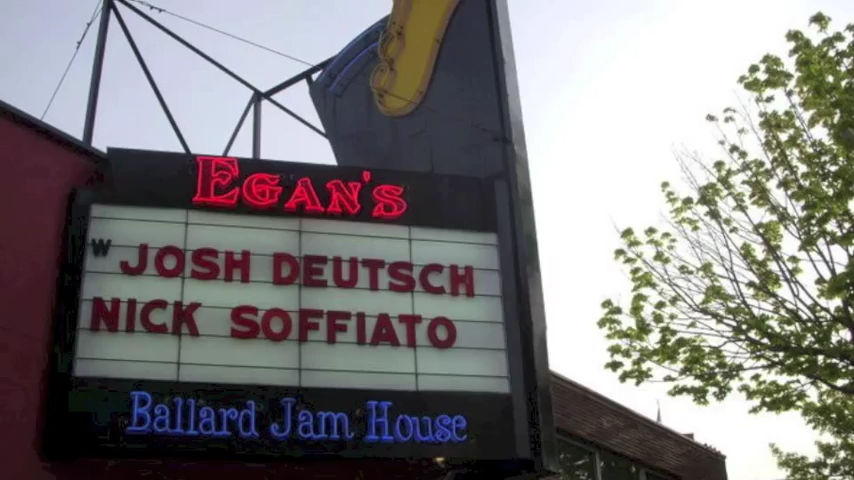 EGAN'S
W JOSH DEUTSCH
NICK SOFFIATO
Ballard Jam House